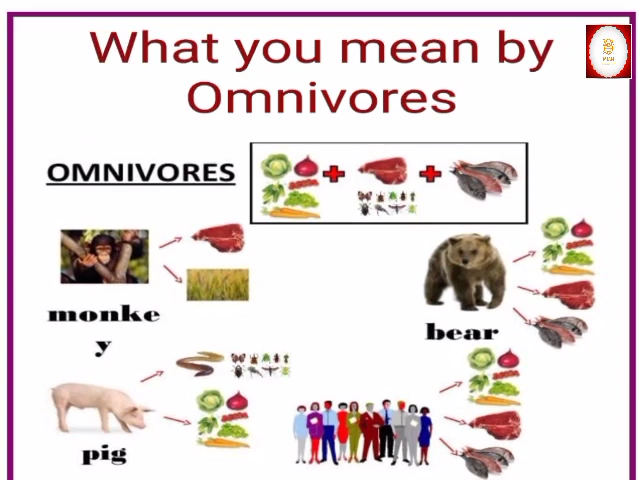 What you mean by
Omnivores
OMNIVORES
monke
y
bear
pig